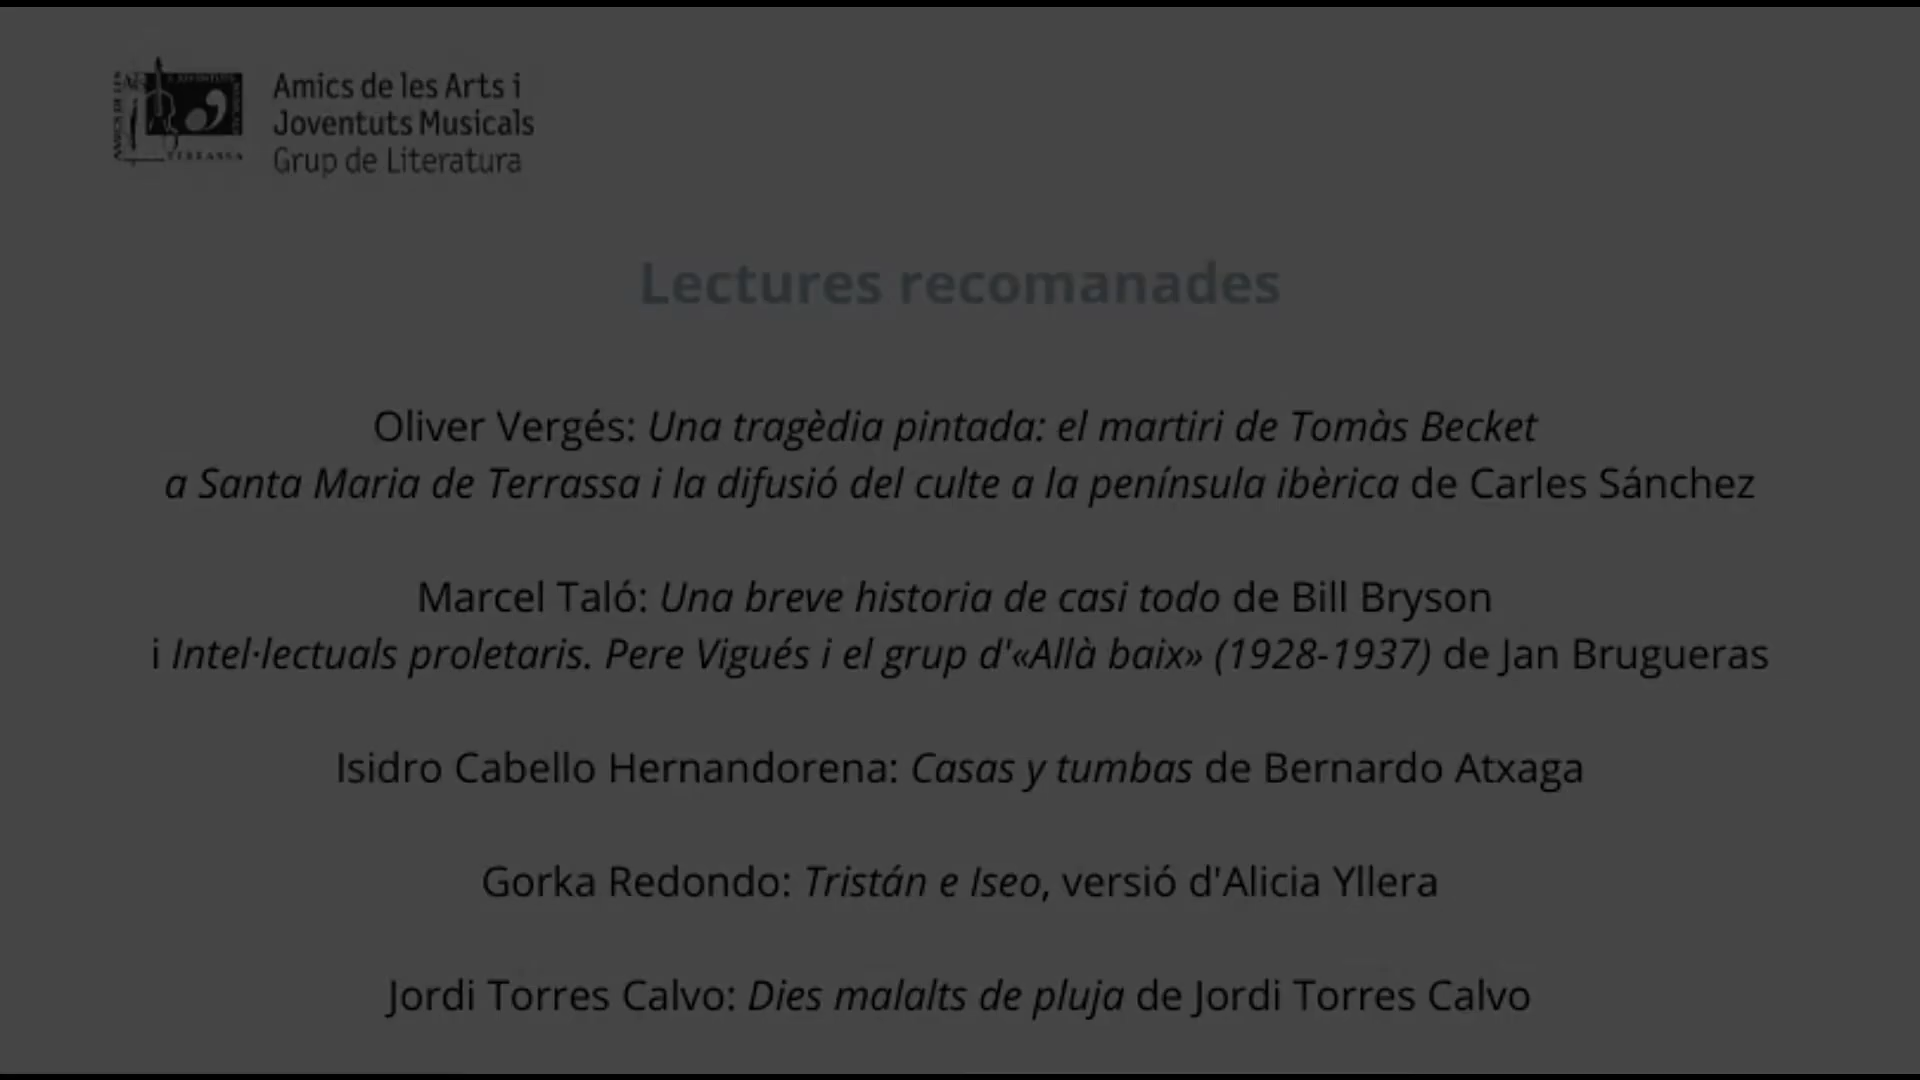 Amics de les Arts i
Joventuts Musicals
Grup de Literatura
TERRASSA
Lectures recomanades
Oliver Vergés: Una tragèdia pintada: el martiri de Tomàs Becket
a Santa Maria de Terrassa i la difusió del culte a la península ibèrica de Carles Sánchez
Marcel Taló: Una breve historia de casi todo de Bill Bryson
i Intel·lectuals proletaris. Pere Vigués i el grup d'«Allà baix» (1928-1937) de Jan Brugueras
Isidro Cabello Hernandorena: Casas y tumbas de Bernardo Atxaga
Gorka Redondo: Tristán e Iseo, versió d'Alicia Yllera
Jordi Torres Calvo: Dies malalts de pluja de Jordi Torres Calvo